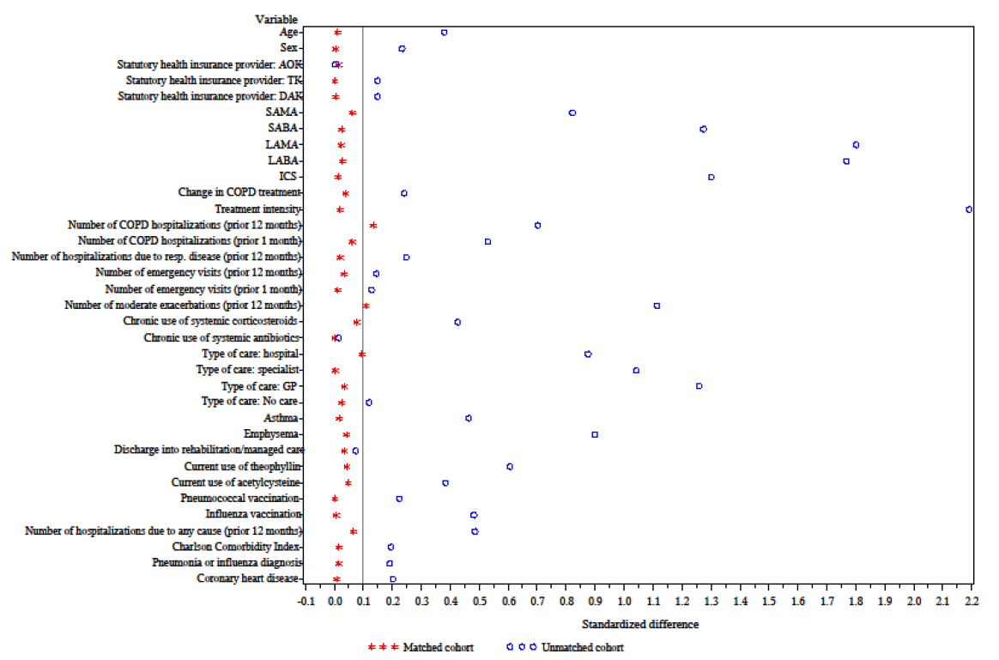 Variable
Age
Sex
Statutory health insurance provider: AOK
Statutory health insurance provider: TK
Statutory health insurance provider: DAK
SAMA
SABA
LAMA
LABA
ICS
Change in COPD treatment
Treatment intensity
Number of COPD hospitalizations (prior 12 months)
Number of COPD hospitalizations (prior 1 month)
Number of hospitalizations due to resp. disease (prior 12 months)
Number of emergency visits (prior 12 months)
Number of emergency visits (prior 1 month)
Number of moderate exacerbations (prior 12 months)
Chronic use of systemic corticosteroids
Chronic use of systemic antibiotics
Type of care: hospital
Type of care: specialist
Type of care: GP
Type of care: No care
Asthma
Emphysema
Discharge into rehabilitation/managed care
Current use of theophyllin
Current use of acetylcysteine
Pneumococcal vaccination
Influenza vaccination
Number of hospitalizations due to any cause (prior 12 months)
Charlson Comorbidity Index
Pneumonia or influenza diagnosis
Coronary heart disease
-0.1 0.0 0.1 0.2 0.3 0.4 0.5 0.6 0.7 0.8 0.9 1.0 1.1 1.2 1.3 1.4 1.5 1.6 1.7 1.8 1.9 2.0 2.1 2.2
Standardized difference
Matched cohort Unmatched cohort